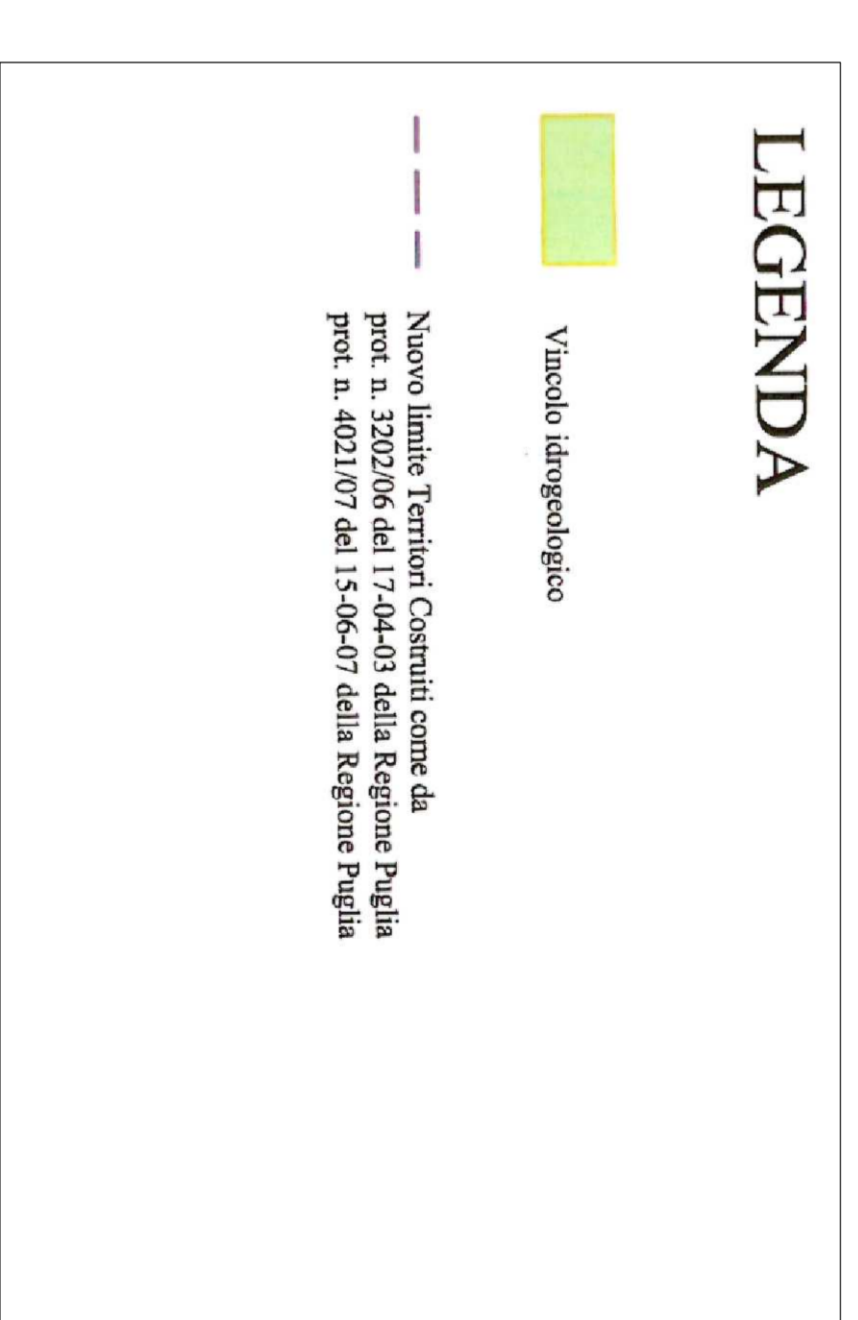 LEGENDA
Vincolo idrogeologico
Nuovo limite Territori Costruiti come da
prot. n. 3202/06 del 17-04-03 della Regione Puglia
prot. n. 4021/07 del 15-06-07 della Regione Puglia